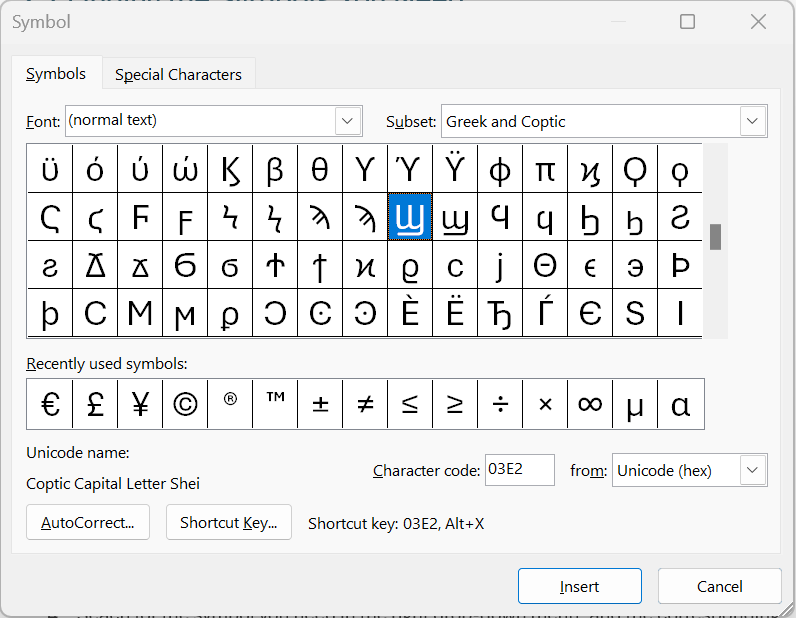 Symbol
Symbols Special Characters
Font: (normal text) Subset: Greek and Coptic
ϋ ό ύ ώ Ϗ ϐ ϑ ϒ ϓ ϔ ϕ ϖ ϗ Ϙ ϙ
Ϛ ϛ Ϝ ϝ Ϟ ϟ Ϡ ϡ Ϣ ϣ Ϥ ϥ Ϧ ϧ Ϩ
ϩ Ϫ ϫ Ϭ ϭ Ϯ ϯ ϰ ϱ ϲ ϳ ϴ ϵ ϶ Ϸ
ϸ Ϲ Ϻ ϻ ϼ Ͻ Ͼ Ͽ Ѐ Ё Ђ Ѓ Є Ѕ І
Recently used symbols:
€ £ ¥ © ® ™ ± ≠ ≤ ≥ ÷ × ∞ µ α
Unicode name:
Coptic Capital Letter Shei
Character code: 03E2 from: Unicode (hex)
AutoCorrect... Shortcut Key... Shortcut key: 03E2, Alt+X
Insert Cancel